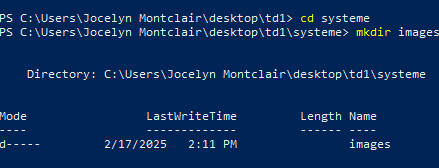 PS C:\Users\Jocelyn Montclair\desktop\td1> cd systeme
PS C:\Users\Jocelyn Montclair\desktop\td1\systeme> mkdir images
Directory: C:\Users\Jocelyn Montclair\desktop\td1\systeme
Mode LastWriteTime Length Name
---- ------------- ------ ----
d----- 2/17/2025 2:11 PM images